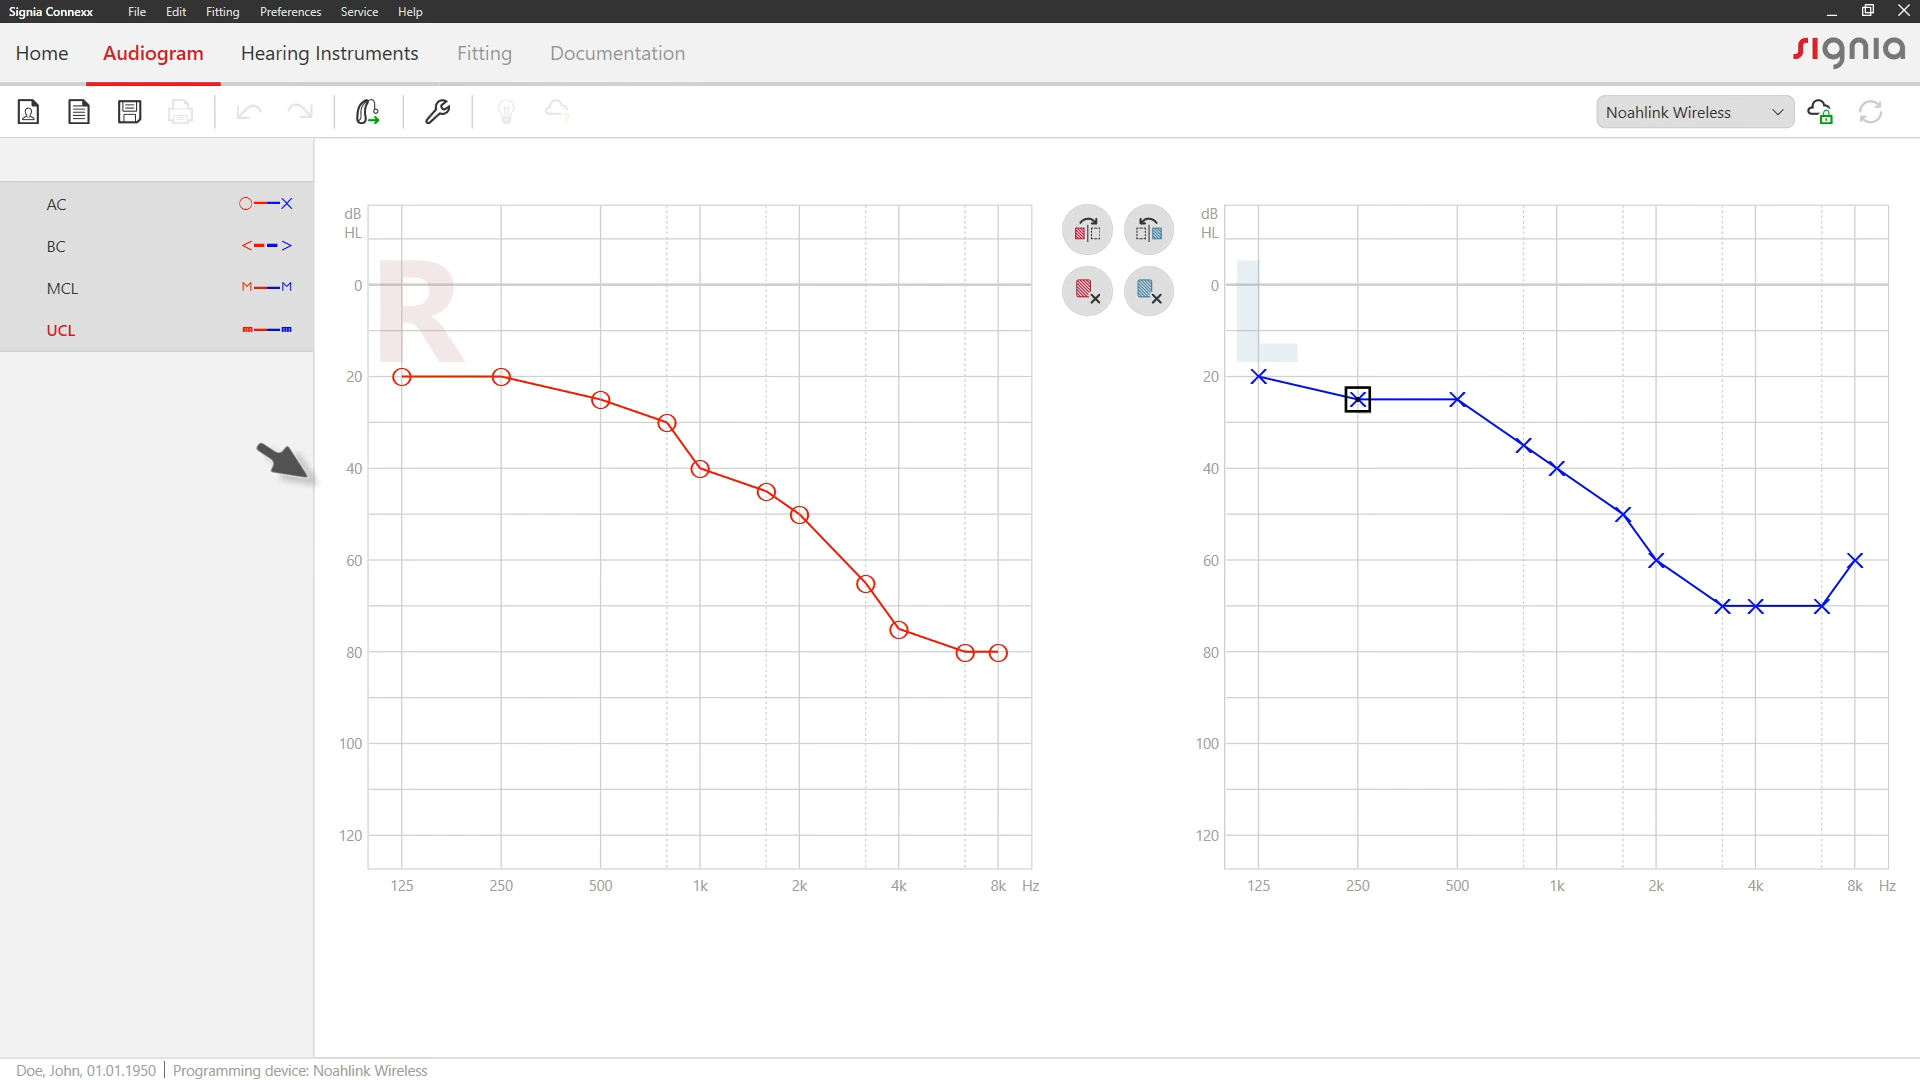 Signia Connexx File Edit Fitting Preferences Service Help
Home Audiogram Hearing Instruments Fitting Documentation signia
Noahlink Wireless
AC
BC
MCL M M
UCL
dB
HL
R
0
20
40
60
80
100
120
125 250 500 1k 2k 4k 8k Hz
dB
HL
L
0
20
40
60
80
100
120
125 250 500 1k 2k 4k 8k Hz
Doe, John, 01.01.1950 Programming device: Noahlink Wireless